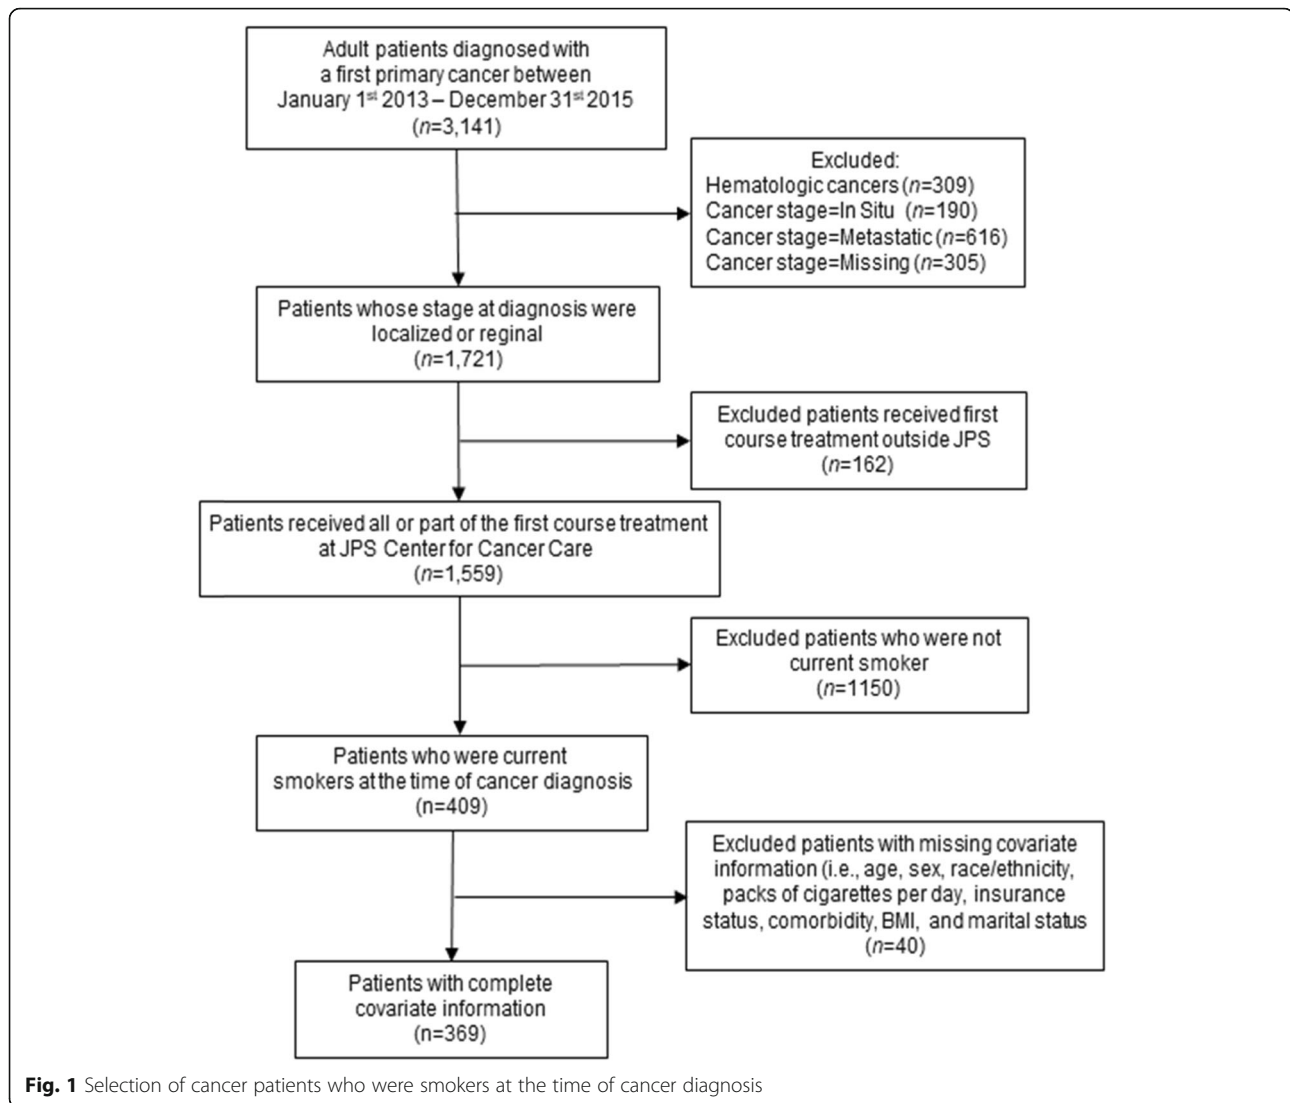 Adult patients diagnosed with
a first primary cancer between
January 1st 2013 – December 31st 2015
(n=3,141)
Excluded:
Hematologic cancers (n=309)
Cancer stage=In Situ (n=190)
Cancer stage=Metastatic (n=616)
Cancer stage=Missing (n=305)
Patients whose stage at diagnosis were
localized or reginal
(n=1,721)
Excluded patients received first
course treatment outside JPS
(n=162)
Patients received all or part of the first course treatment
at JPS Center for Cancer Care
(n=1,559)
Excluded patients who were not
current smoker
(n=1150)
Patients who were current
smokers at the time of cancer diagnosis
(n=409)
Excluded patients with missing covariate
information (i.e., age, sex, race/ethnicity,
packs of cigarettes per day, insurance
status, comorbidity, BMI, and marital status
(n=40)
Patients with complete
covariate information
(n=369)
Fig. 1 Selection of cancer patients who were smokers at the time of cancer diagnosis